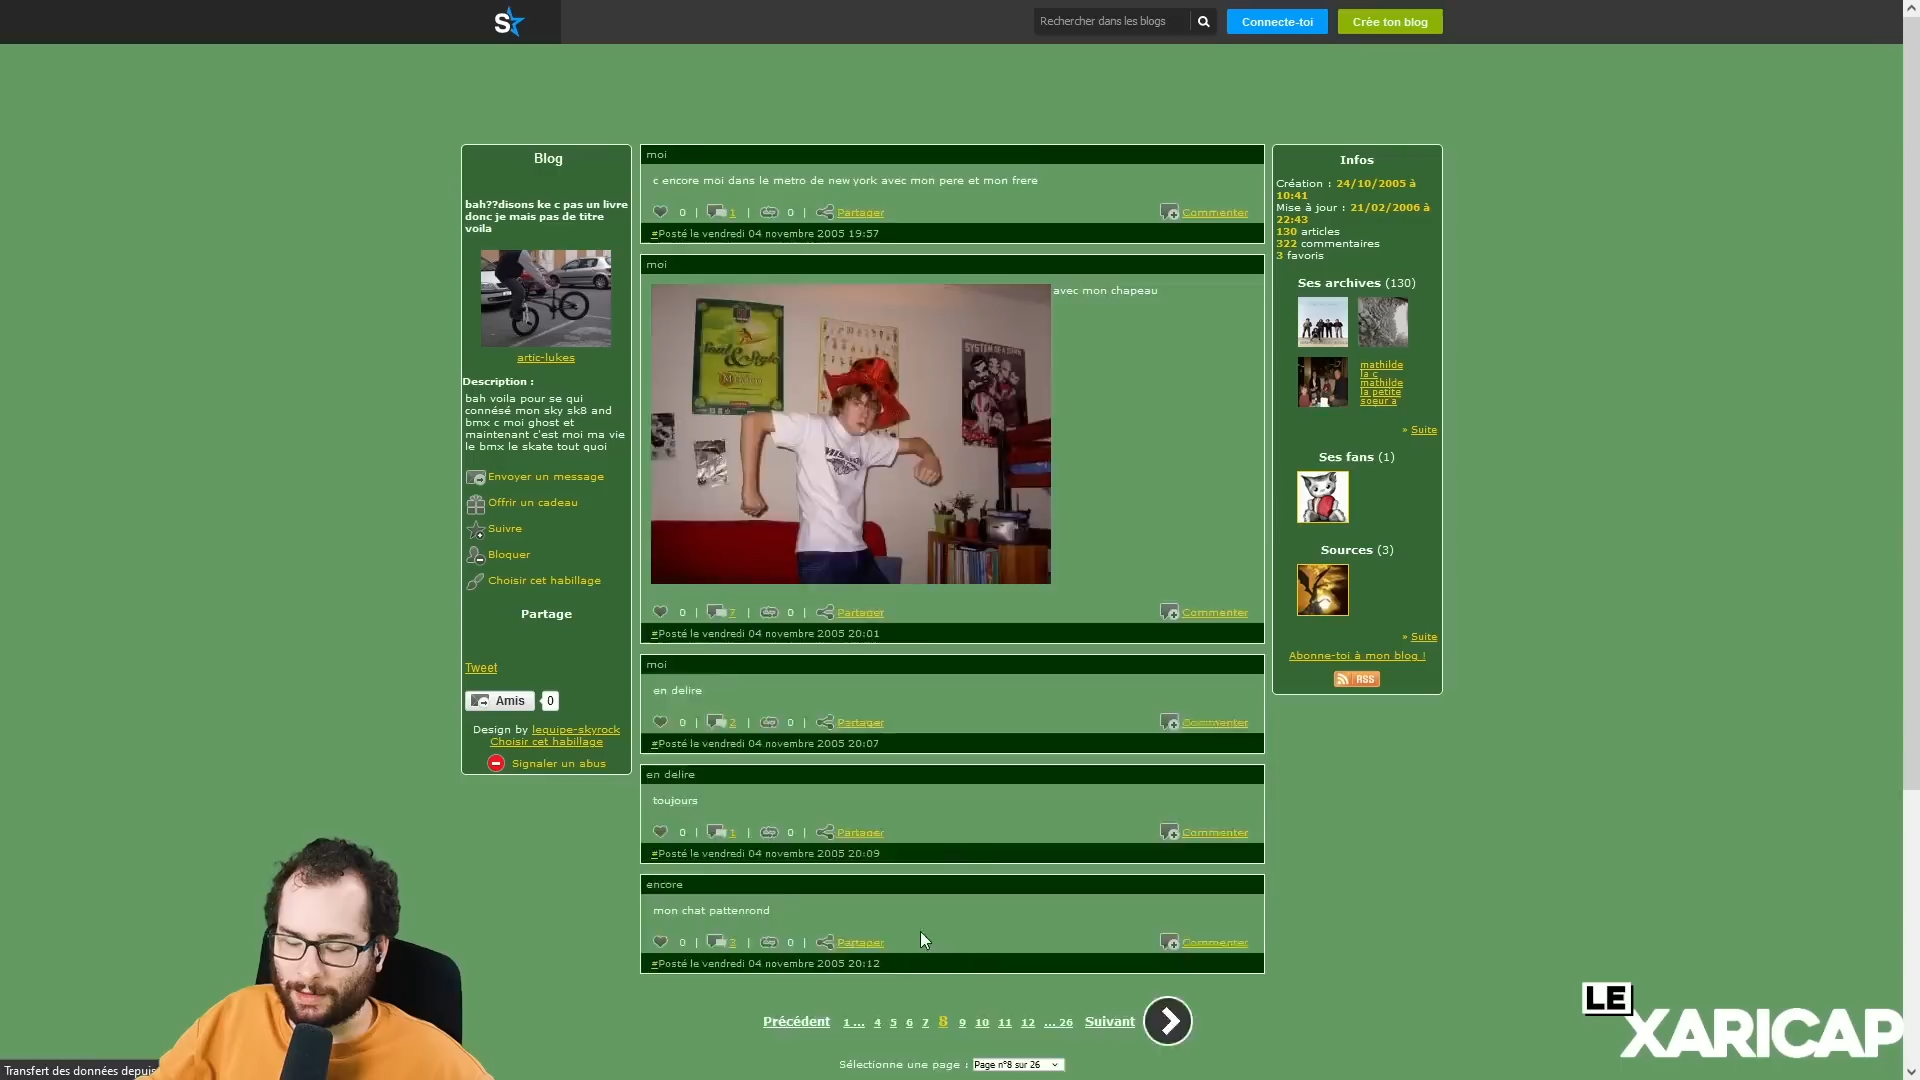 S
Rechercher dans les blogs
Connecte-toi
Crée ton blog
Blog
bah??disons ke c pas un livre
donc je mais pas de titre
voila
artic-lukes
Description :
bah voila pour se qui
connésé mon sky sk8 and
bmx c moi ghost et
maintenant c'est moi ma vie
le bmx le skate tout quoi
Envoyer un message
Offrir un cadeau
Suivre
Bloquer
Choisir cet habillage
Partage
Tweet
Amis 0
Design by lequipe-skyrock
Choisir cet habillage
Signaler un abus
moi
c encore moi dans le metro de new york avec mon pere et mon frere
0 | 1 | 0 | Partager Commenter
#Posté le vendredi 04 novembre 2005 19:57
moi
avec mon chapeau
Soul & Style
SYSTEM OF A DOWN
0 | 7 | 0 | Partager Commenter
#Posté le vendredi 04 novembre 2005 20:01
moi
en delire
0 | 2 | 0 | Partager Commenter
#Posté le vendredi 04 novembre 2005 20:07
en delire
toujours
0 | 1 | 0 | Partager Commenter
#Posté le vendredi 04 novembre 2005 20:09
encore
mon chat pattenrond
0 | 3 | 0 | Partager Commenter
#Posté le vendredi 04 novembre 2005 20:12
Précédent 1 ... 4 5 6 7 8 9 10 11 12 ... 26 Suivant
Sélectionne une page : Page n°8 sur 26
Infos
Création : 24/10/2005 à
10:41
Mise à jour : 21/02/2006 à
22:43
130 articles
322 commentaires
3 favoris
Ses archives (130)
mathilde
la c
mathilde
la petite
soeur a
» Suite
Ses fans (1)
Sources (3)
» Suite
Abonne-toi à mon blog !
RSS
Transfert des données depuis
LE
XARICAP